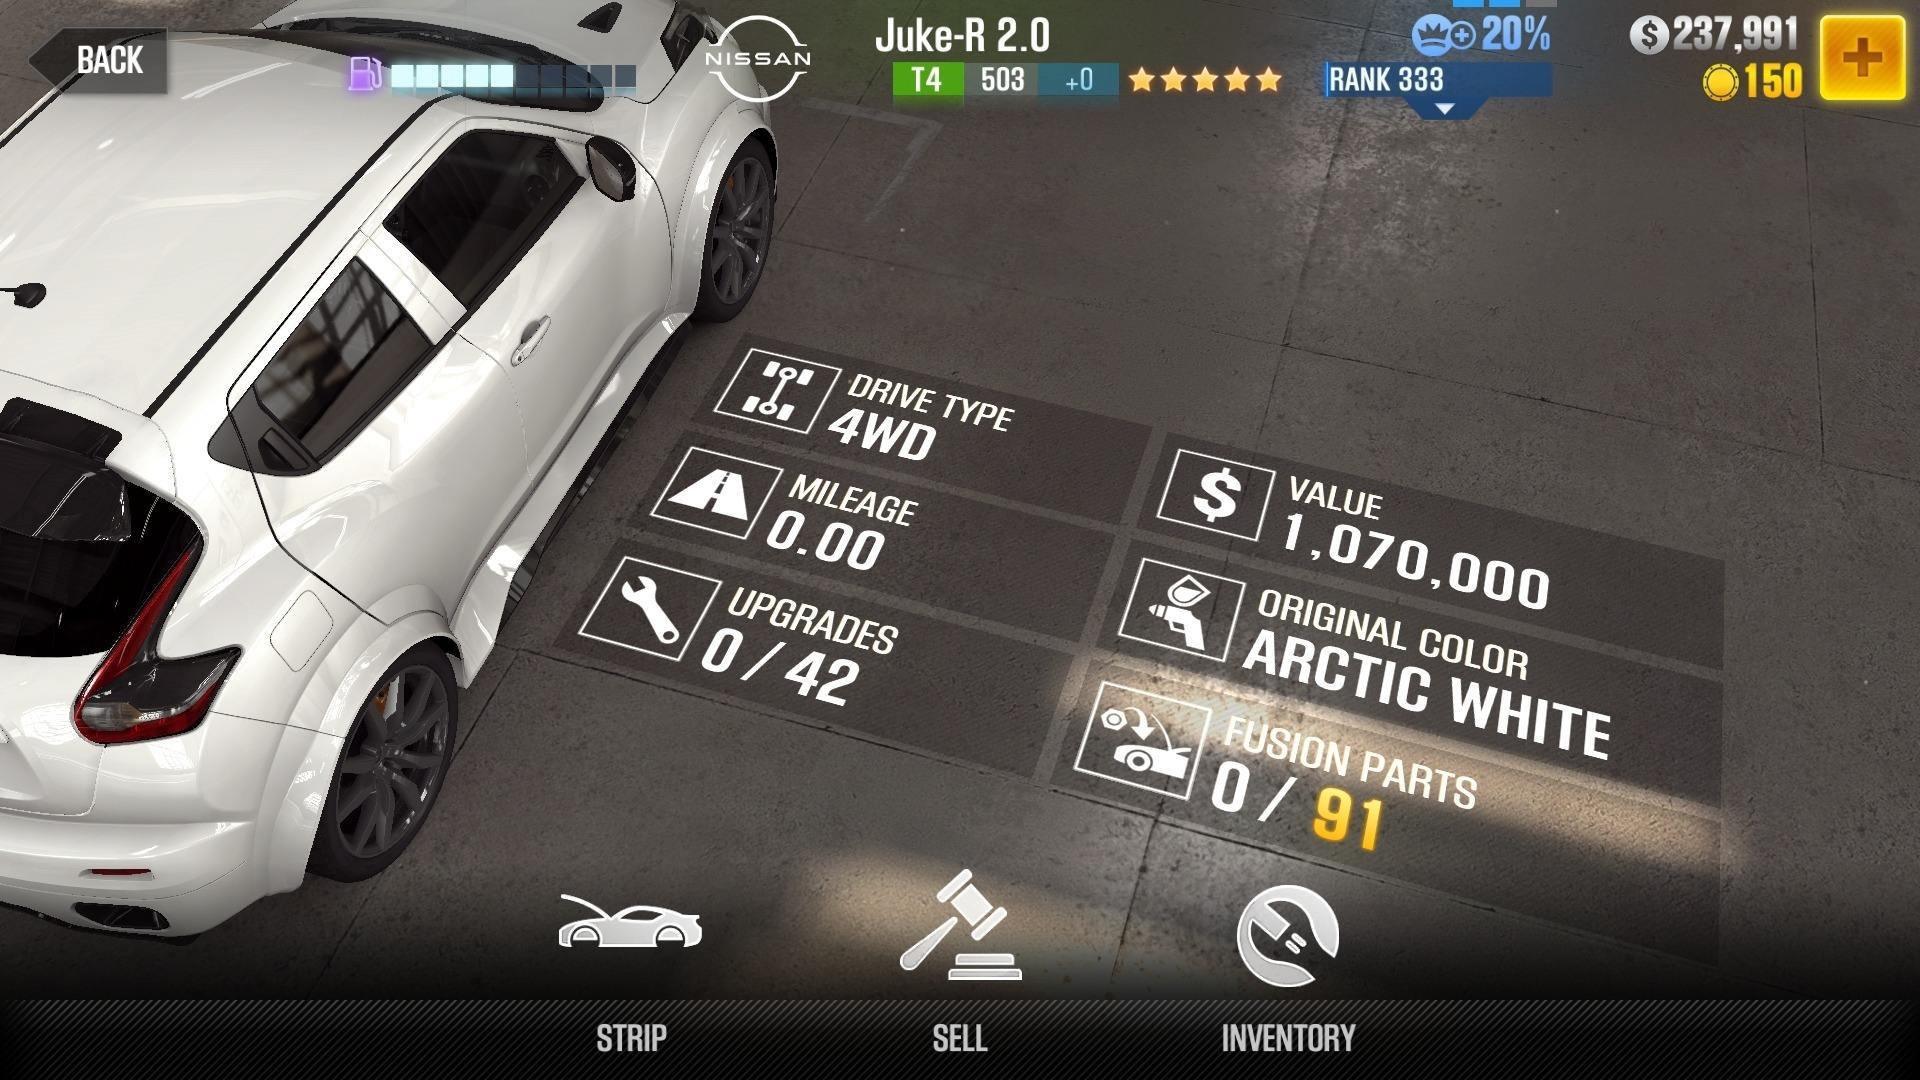 BACK
NISSAN
Juke-R 2.0
T4 503 +0
20%
RANK 333
$ 237,991
150
DRIVE TYPE
4WD
MILEAGE
0.00
UPGRADES
0 / 42
$ VALUE
1,070,000
ORIGINAL COLOR
ARCTIC WHITE
FUSION PARTS
0 / 91
STRIP
SELL
INVENTORY